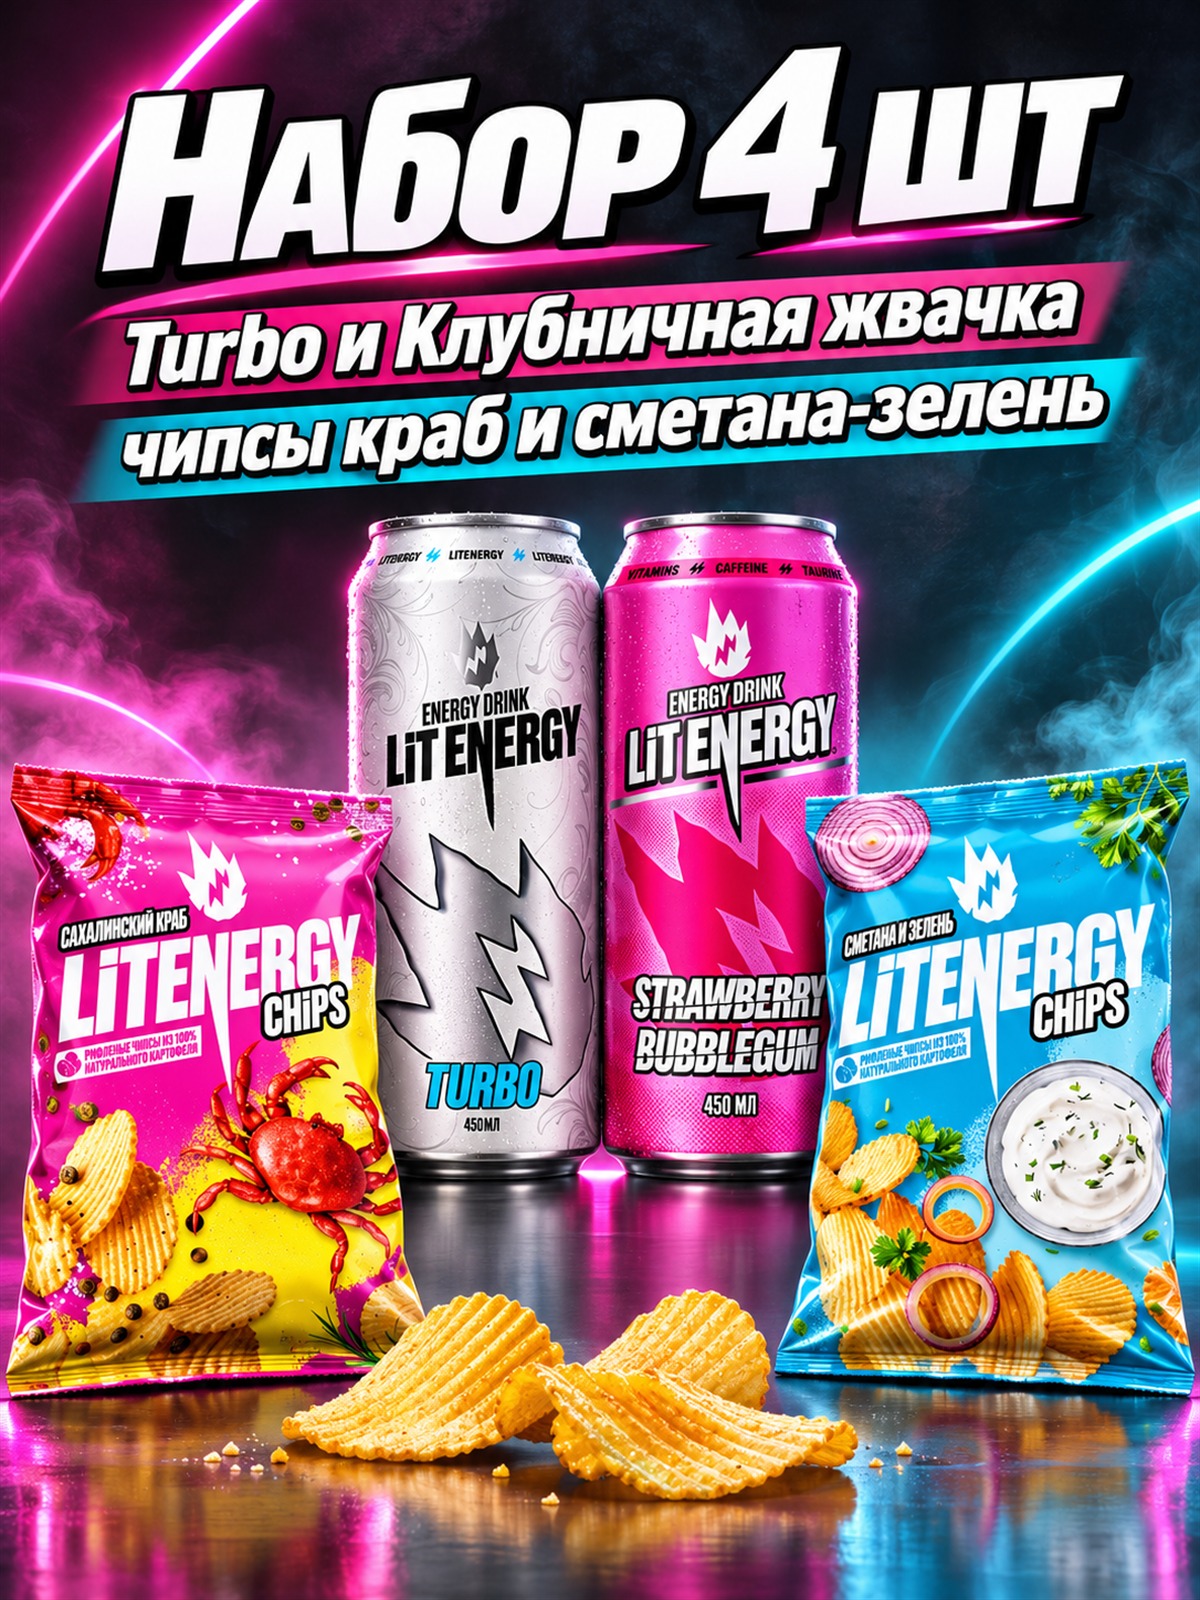 Набор 4 шт
Turbo и Клубничная жвачка
чипсы краб и сметана-зелень
LITENERGY LITENERGY LITENERGY
ENERGY DRINK
LiT ENERGY
TURBO
450МЛ
VITAMINS CAFFEINE TAURINE
ENERGY DRINK
LiT ENERGY
STRAWBERRY
BUBBLEGUM
450 МЛ
САХАЛИНСКИЙ КРАБ
LiTENERGY
CHiPS
РИФЛЕНЫЕ ЧИПСЫ ИЗ 100%
НАТУРАЛЬНОГО КАРТОФЕЛЯ
СМЕТАНА И ЗЕЛЕНЬ
LiTENERGY
CHiPS
РИФЛЕНЫЕ ЧИПСЫ ИЗ 100%
НАТУРАЛЬНОГО КАРТОФЕЛЯ